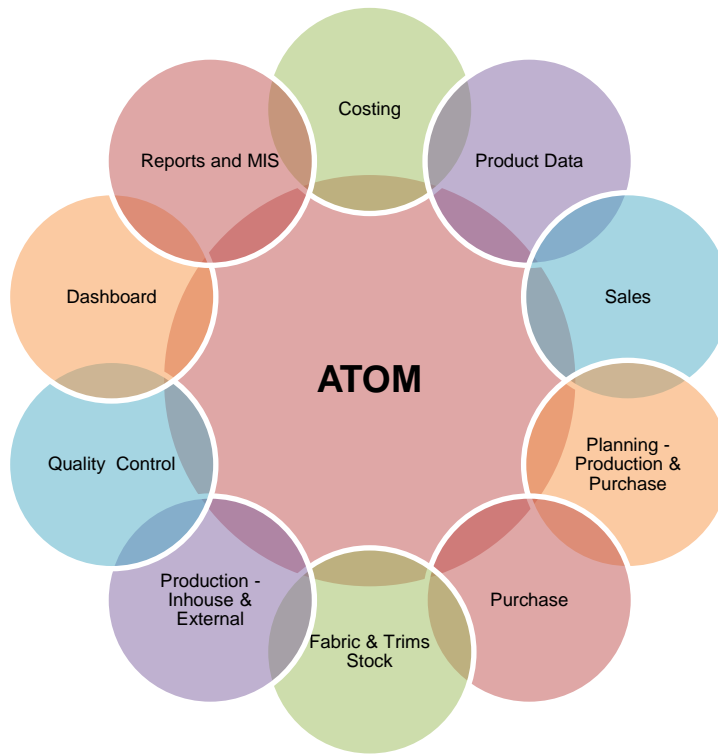 Costing
Product Data
Sales
Planning -
Production &
Purchase
Purchase
Fabric & Trims
Stock
Production -
Inhouse &
External
Quality Control
Dashboard
Reports and MIS
ATOM